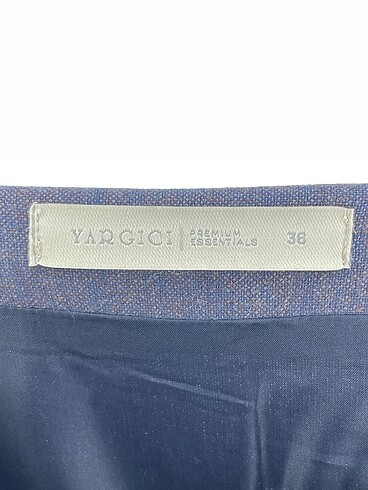 YARGICI
PREMIUM
ESSENTIALS
36